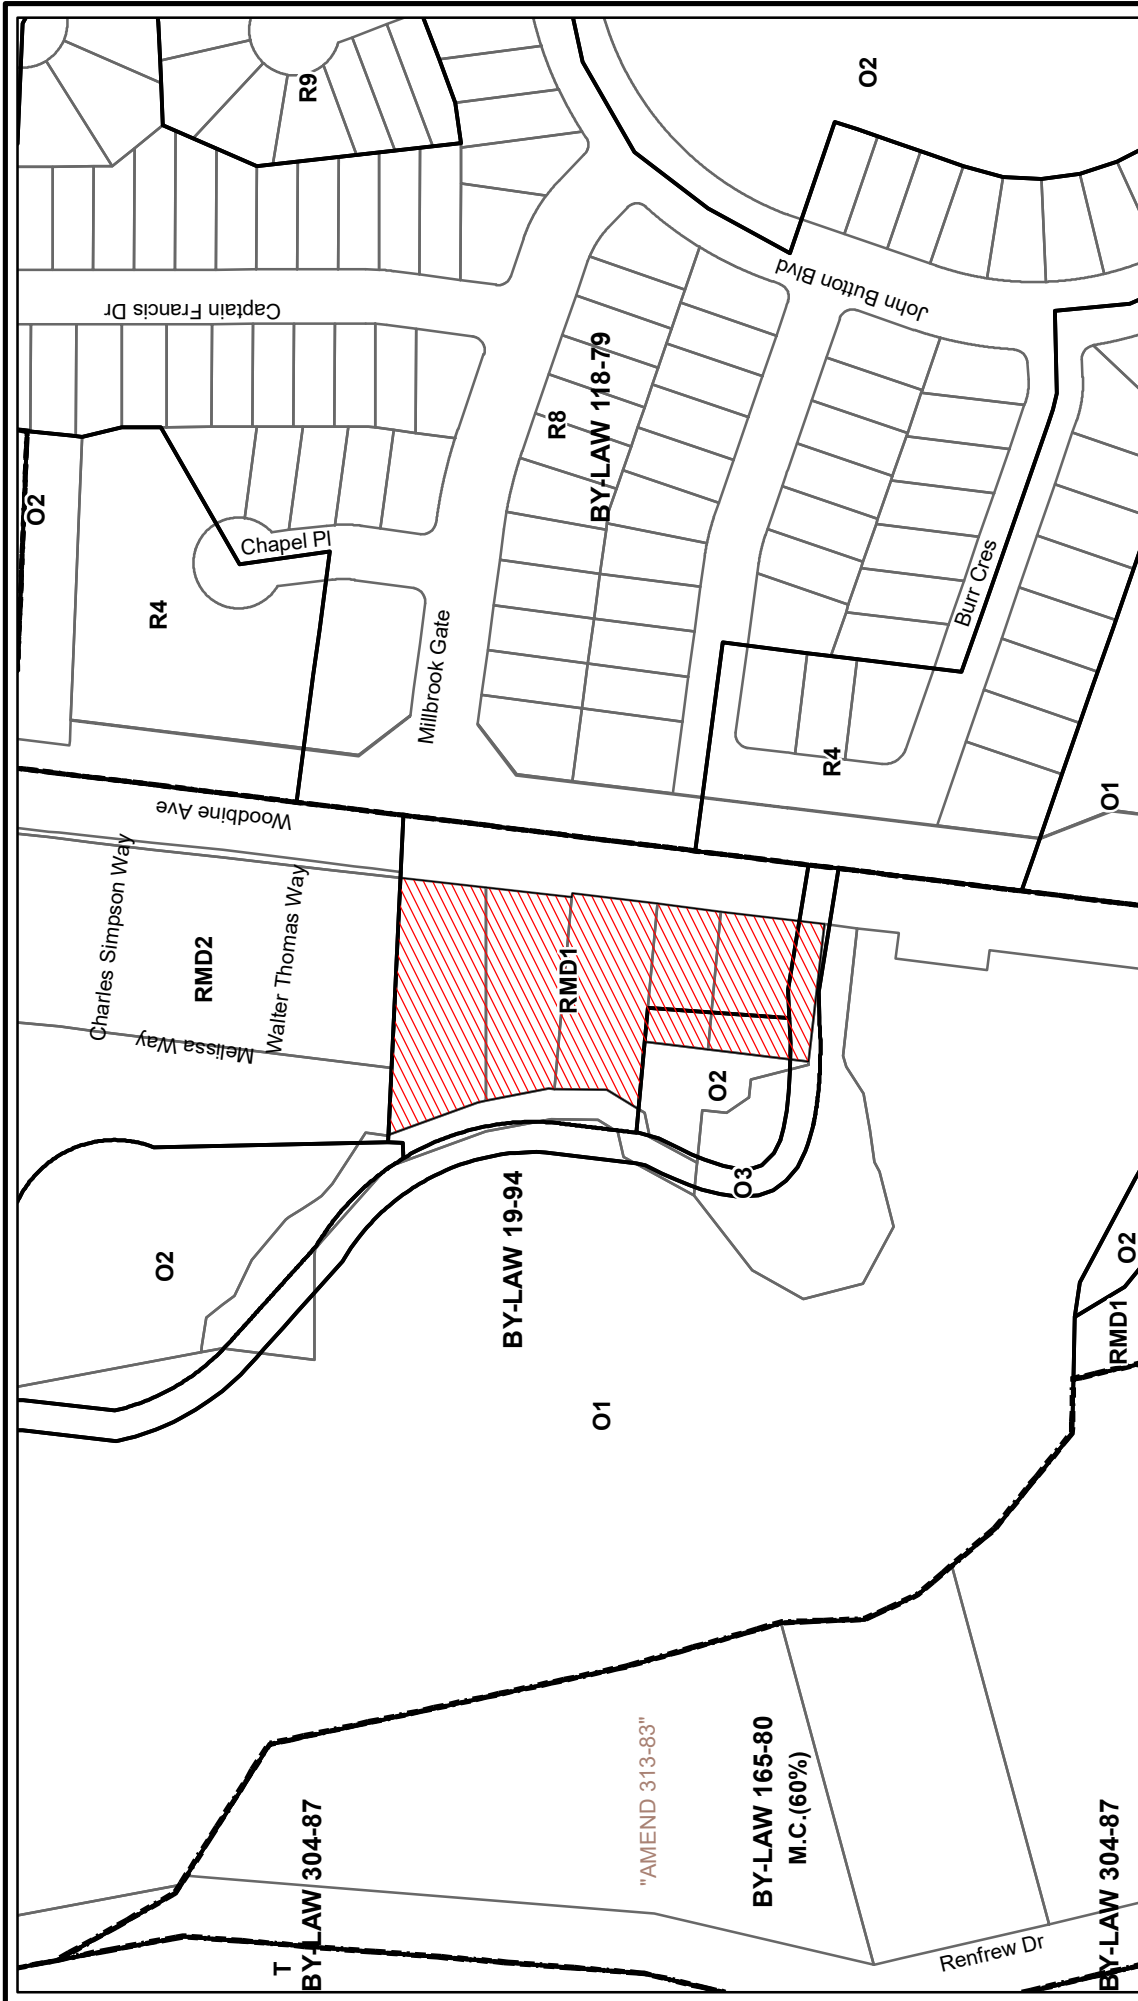 O2
R9
Captain Francis Dr
John Button Blvd
BY-LAW 118-79
R8
O2
Chapel Pl
R4
Burr Cres
Millbrook Gate
R4
O1
Woodbine Ave
Charles Simpson Way
RMD2
Walter Thomas Way
Melissa Way
RMD1
O2
O3
BY-LAW 19-94
O2
O2
RMD1
O1
"AMEND 313-83"
BY-LAW 165-80
M.C.(60%)
T
BY-LAW 304-87
Renfrew Dr
BY-LAW 304-87